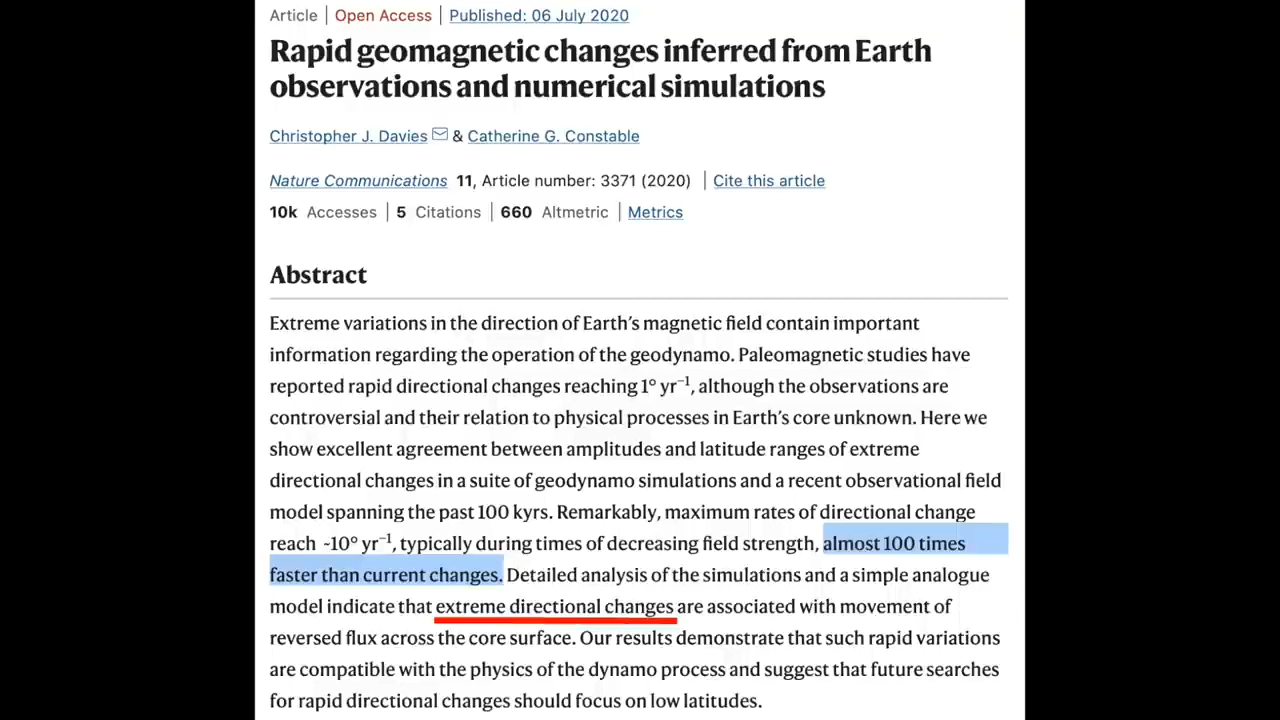 Article | Open Access | Published: 06 July 2020
Rapid geomagnetic changes inferred from Earth
observations and numerical simulations
Christopher J. Davies & Catherine G. Constable
Nature Communications 11, Article number: 3371 (2020) | Cite this article
10k Accesses | 5 Citations | 660 Altmetric | Metrics
Abstract
Extreme variations in the direction of Earth’s magnetic field contain important
information regarding the operation of the geodynamo. Paleomagnetic studies have
reported rapid directional changes reaching 1° yr⁻¹, although the observations are
controversial and their relation to physical processes in Earth’s core unknown. Here we
show excellent agreement between amplitudes and latitude ranges of extreme
directional changes in a suite of geodynamo simulations and a recent observational field
model spanning the past 100 kyrs. Remarkably, maximum rates of directional change
reach ~10° yr⁻¹, typically during times of decreasing field strength, almost 100 times
faster than current changes. Detailed analysis of the simulations and a simple analogue
model indicate that extreme directional changes are associated with movement of
reversed flux across the core surface. Our results demonstrate that such rapid variations
are compatible with the physics of the dynamo process and suggest that future searches
for rapid directional changes should focus on low latitudes.